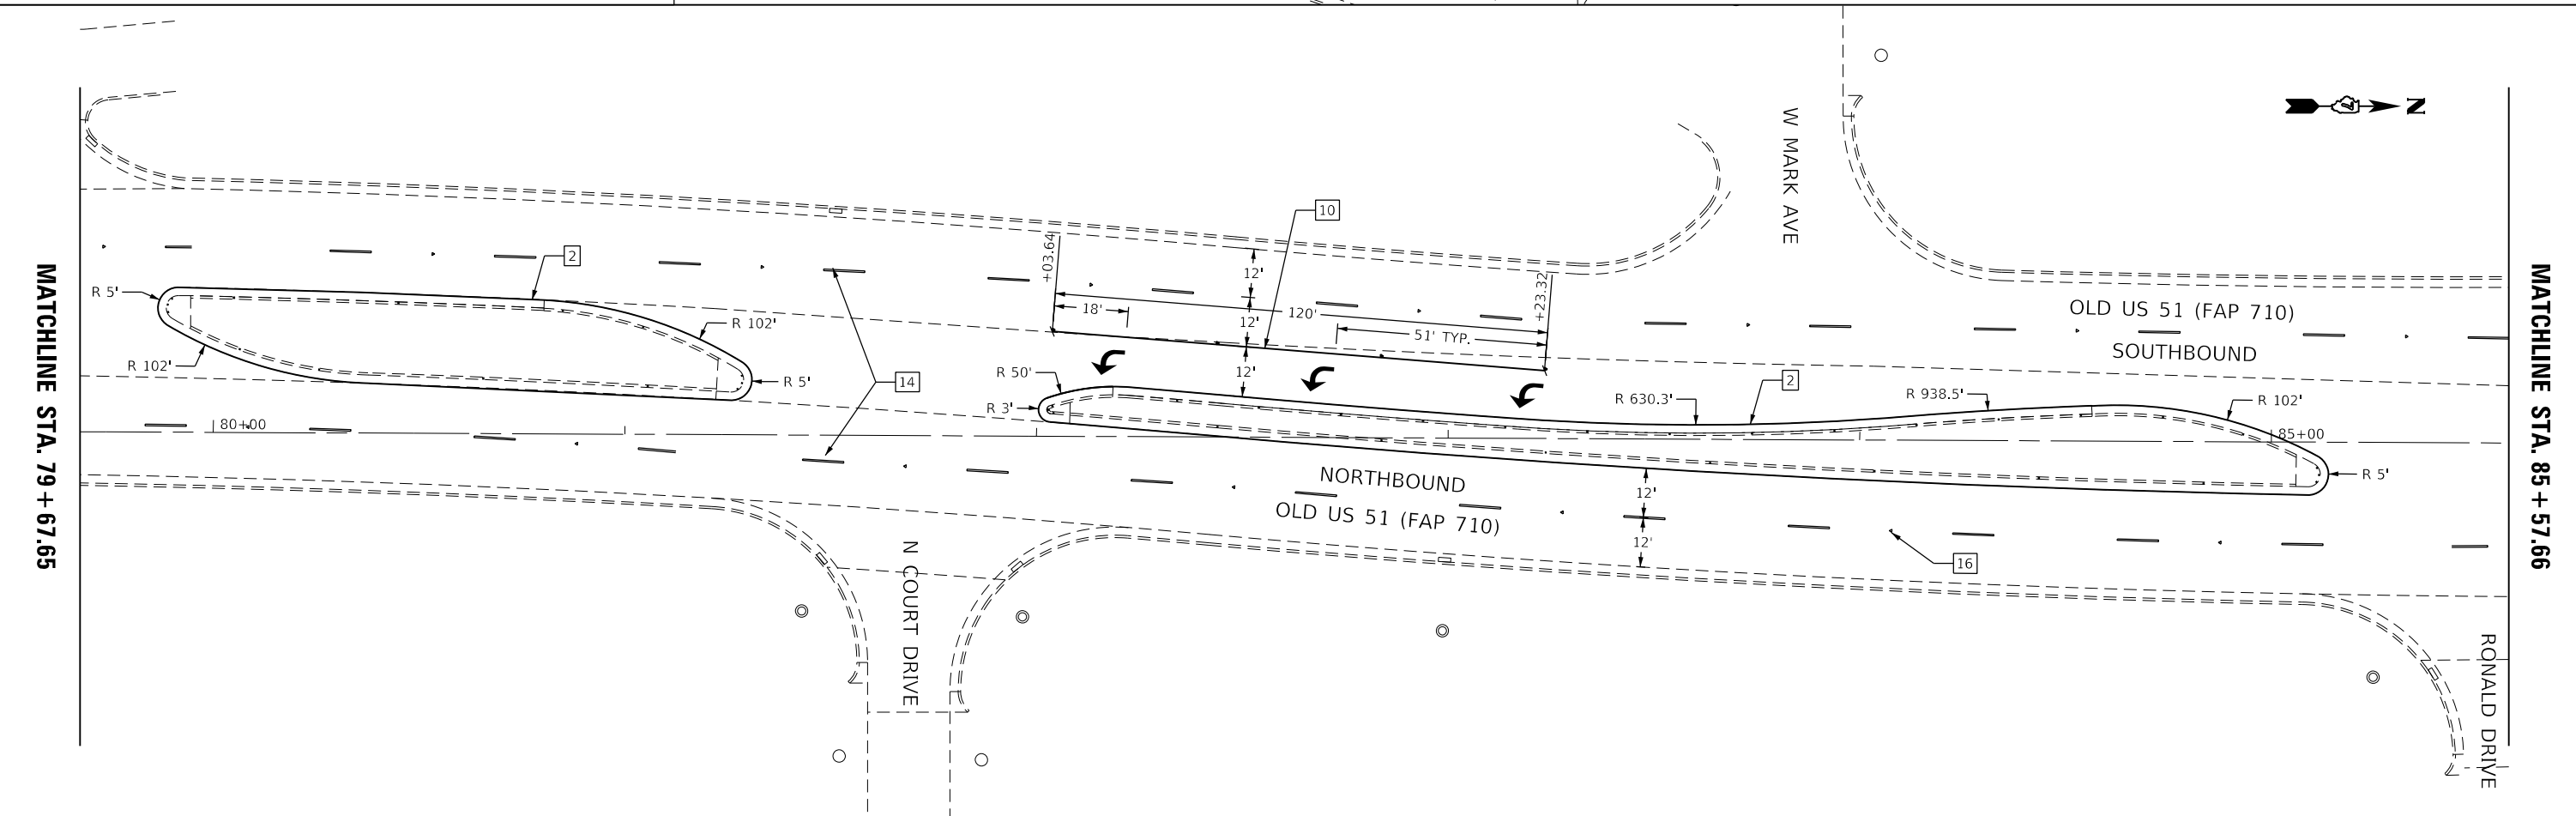 MATCHLINE STA. 79+67.65
R 5'
R 102'
2
R 102'
R 5'
80+00
14
+03.64
10
12'
18'
120'
12'
51' TYP.
+23.32
12'
R 50'
R 3'
R 630.3'
2
R 938.5'
R 102'
85+00
R 5'
W MARK AVE
N
OLD US 51 (FAP 710)
SOUTHBOUND
NORTHBOUND
OLD US 51 (FAP 710)
12'
12'
16
N COURT DRIVE
RONALD DRIVE
MATCHLINE STA. 85+57.66